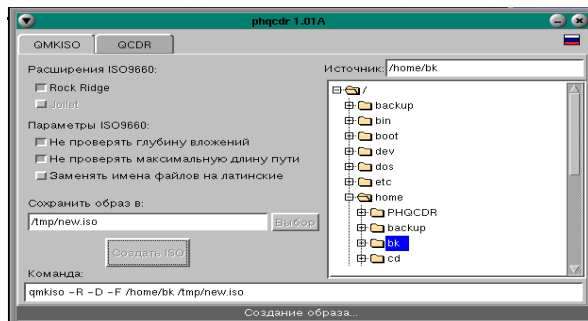 phqcdr 1.01A
QMKISO
QCDR
Расширения ISO9660:
Rock Ridge
Joilet
Параметры ISO9660:
Не проверять глубину вложений
Не проверять максимальную длину пути
Заменять имена файлов на латинские
Сохранить образ в:
/tmp/new.iso
Выбор
Создать ISO
Источник: /home/bk
/
backup
bin
boot
dev
dos
etc
home
PHQCDR
backup
bk
cd
Команда:
qmkiso -R -D -F /home/bk /tmp/new.iso
Создание образа...